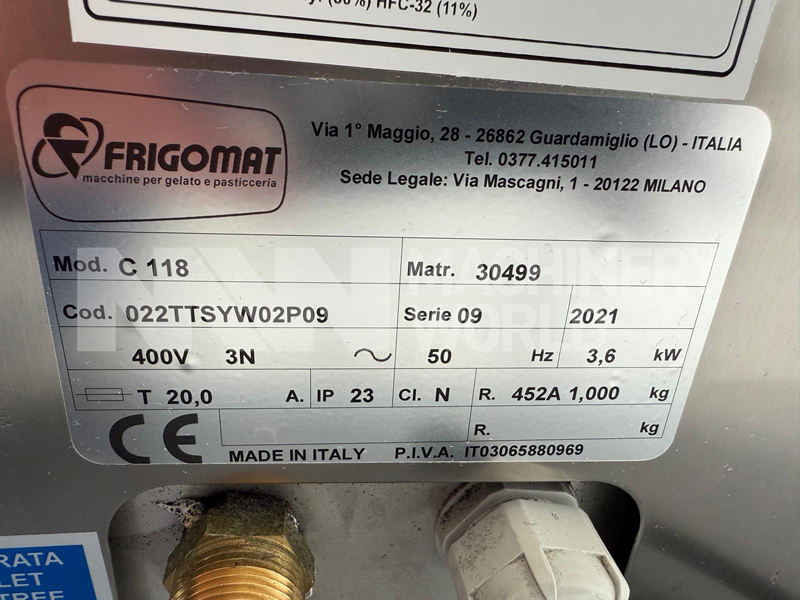 (11%) HFC-32
FRIGOMAT
macchine per gelato e pasticceria
Via 1° Maggio, 28 - 26862 Guardamiglio (LO) - ITALIA
Tel. 0377.415011
Sede Legale: Via Mascagni, 1 - 20122 MILANO
Mod. C 118 Matr. 30499
Cod. 022TTSYW02P09 Serie 09 2021
400V 3N 50 Hz 3,6 kW
T 20,0 A. IP 23 Cl. N R. 452A 1,000 kg
R. kg
CE
MADE IN ITALY P.I.V.A. IT03065880969
MACHINERY
WORLD
RATA
LET
TREE